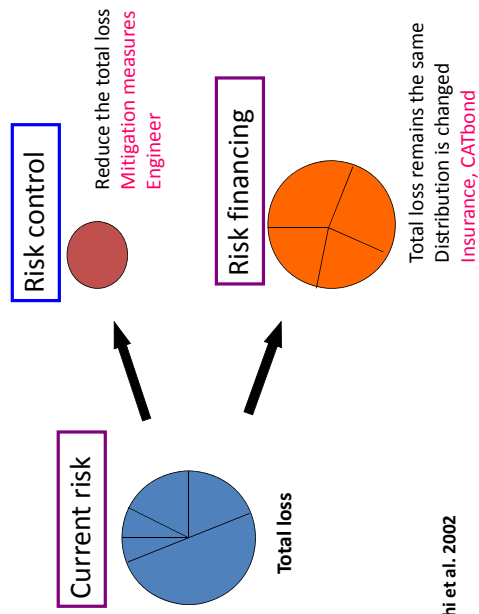 Current risk
Total loss
Risk control
Reduce the total loss
Mitigation measures
Engineer
Risk financing
Total loss remains the same
Distribution is changed
Insurance, CATbond
hi et al. 2002